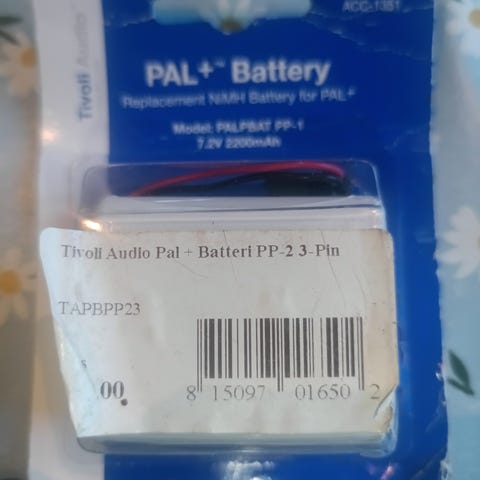 ACC-1351
Tivoli Audio
PAL+™ Battery
Replacement NiMH Battery for PAL+
Model: PALPBAT PP-1
7.2V 2200mAh
Tivoli Audio Pal + Batteri PP-2 3-Pin
TAPBPP23
s
.00
8 15097 01650 2